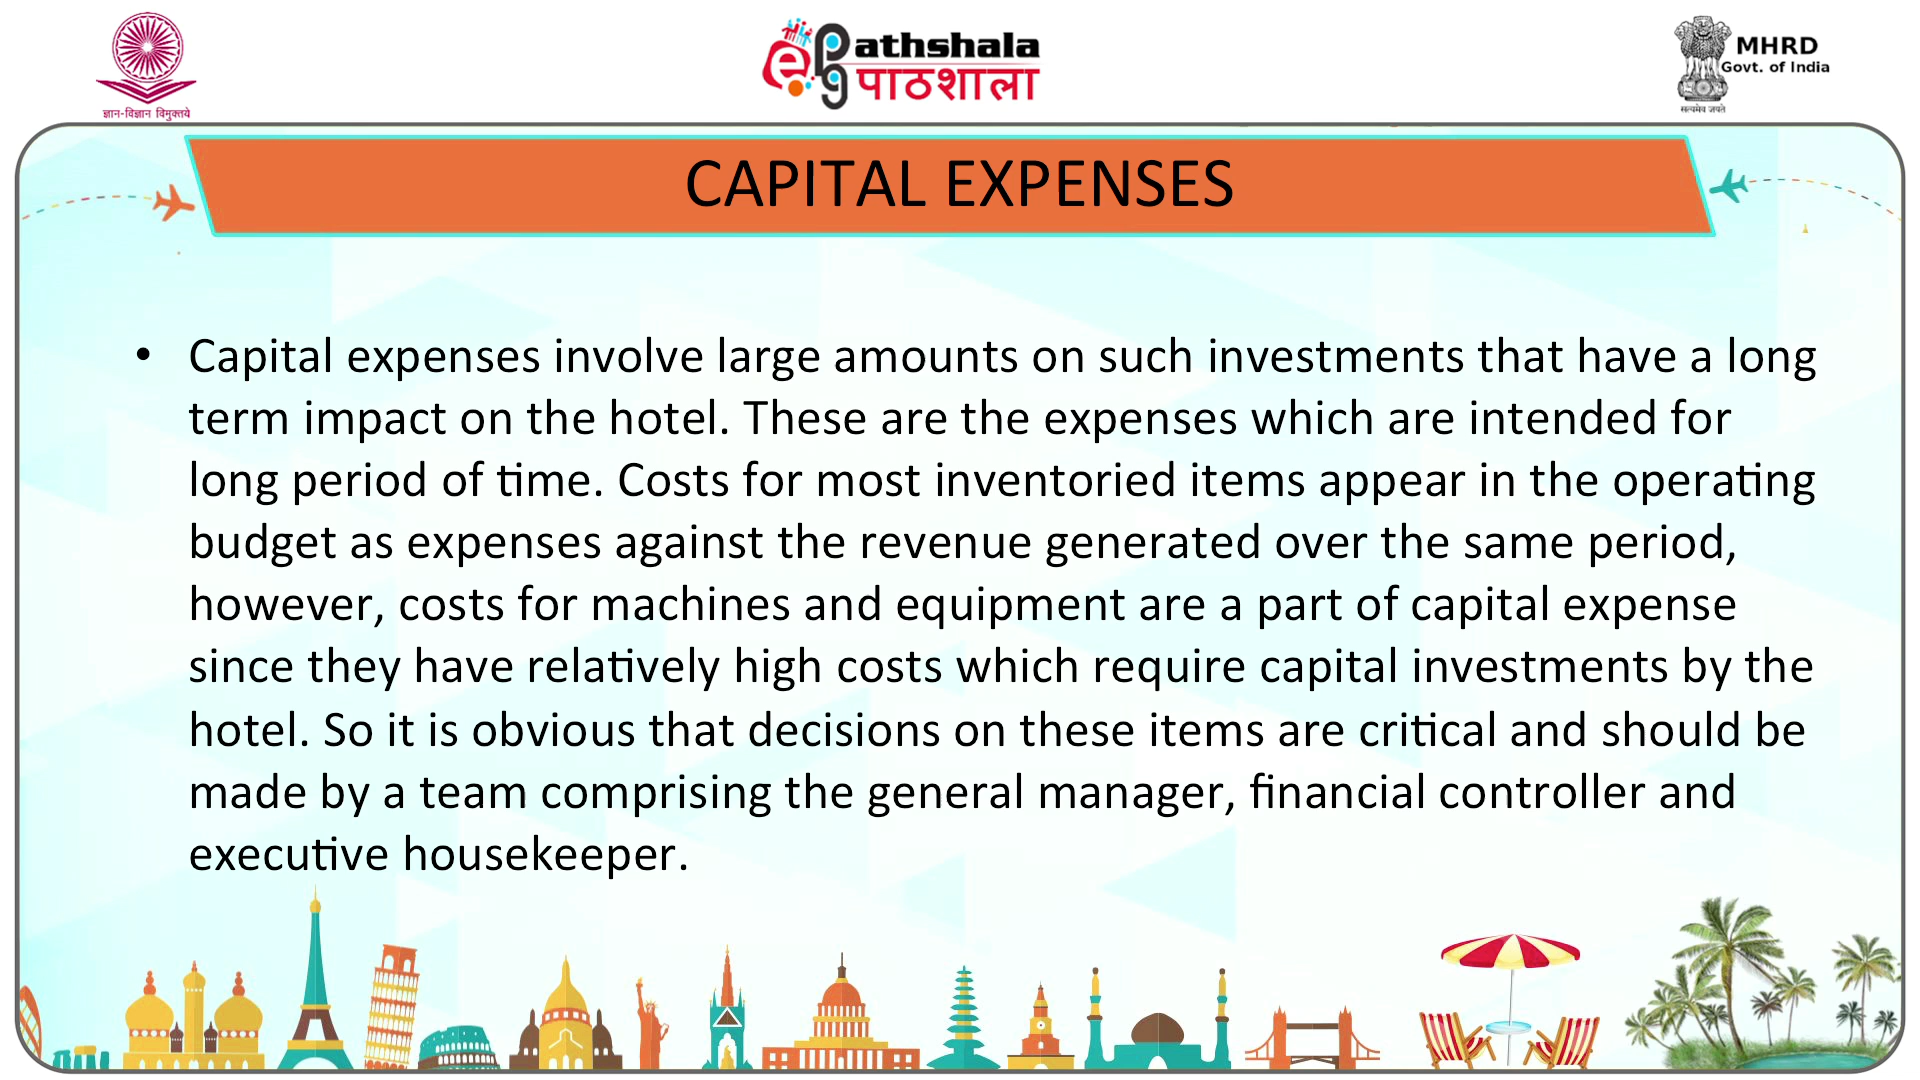 ज्ञान-विज्ञान विमुक्तये
e pg athshala
पाठशाला
MHRD
Govt. of India
सत्यमेव जयते
CAPITAL EXPENSES
• Capital expenses involve large amounts on such investments that have a long
term impact on the hotel. These are the expenses which are intended for
long period of time. Costs for most inventoried items appear in the operating
budget as expenses against the revenue generated over the same period,
however, costs for machines and equipment are a part of capital expense
since they have relatively high costs which require capital investments by the
hotel. So it is obvious that decisions on these items are critical and should be
made by a team comprising the general manager, financial controller and
executive housekeeper.